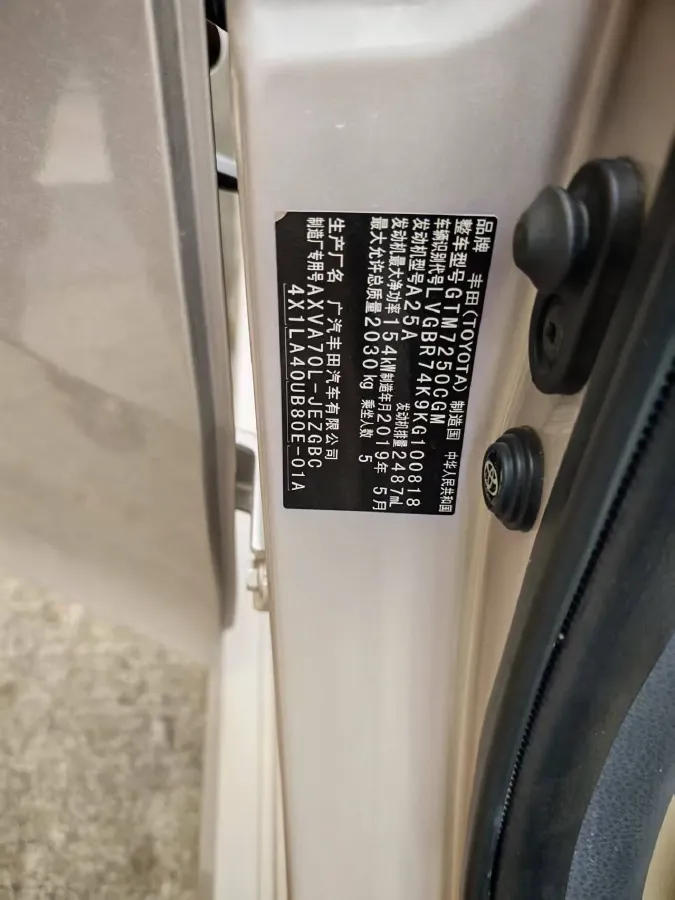 品牌 丰田(TOYOTA) 制造国 中华人民共和国
整车型号 GTM7250CGM
车辆识别代号 LVGBR74K9KG100818
发动机型号 A25A 发动机排量 2487mL
发动机最大净功率 154kW 制造年月 2019年 5月
最大允许总质量 2030 kg 乘坐人数 5
生产厂名 广汽丰田汽车有限公司
制造厂专用号 AXVA70L-JEZGBC
4X1LA40UB80E-01A